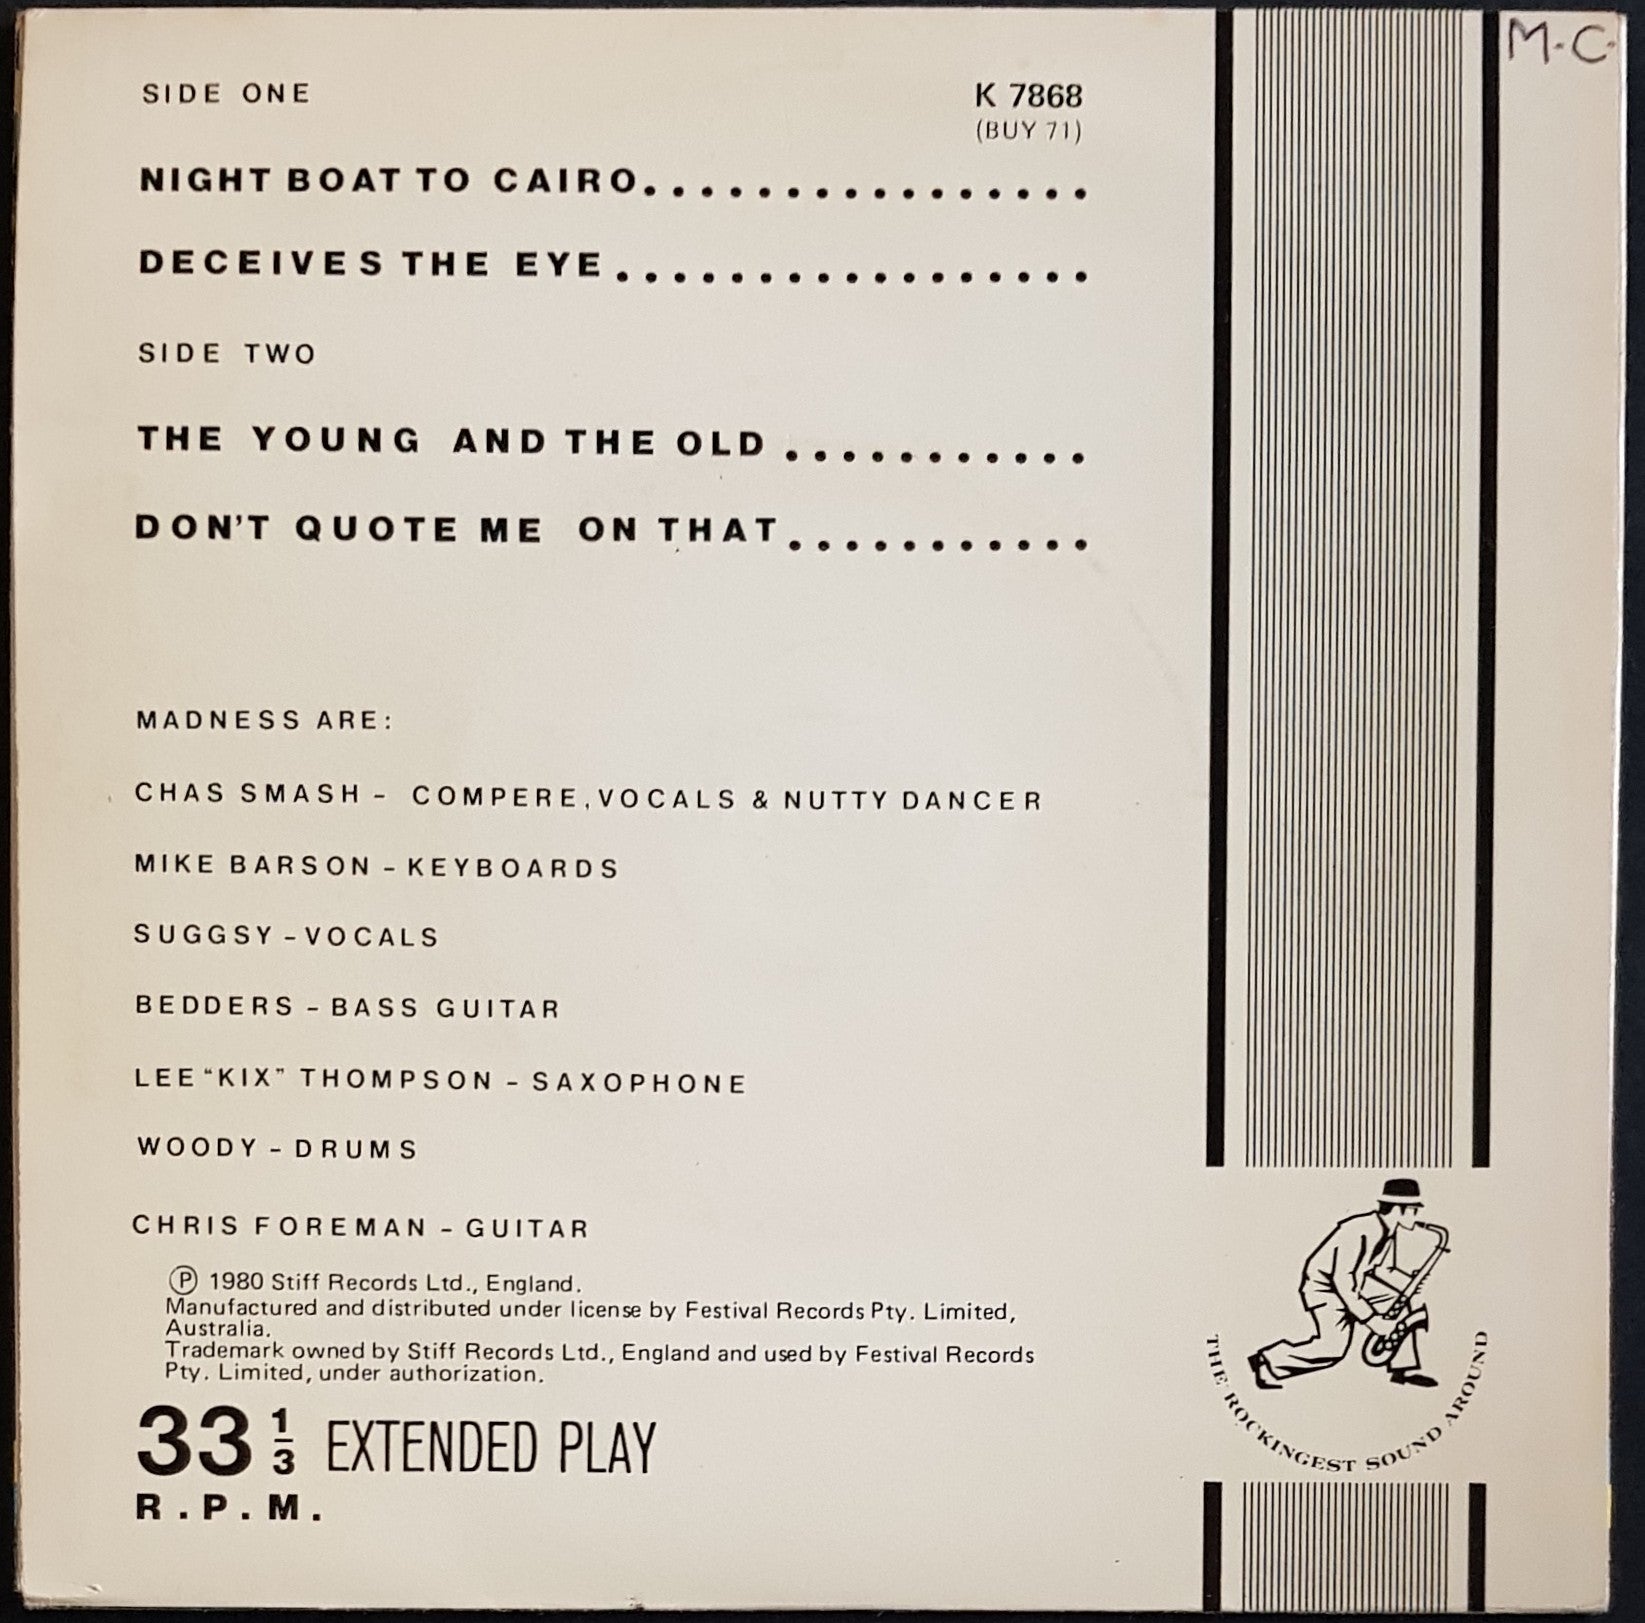 M.C.
SIDE ONE
K 7868
(BUY 71)
NIGHT BOAT TO CAIRO................
DECEIVES THE EYE.................
SIDE TWO
THE YOUNG AND THE OLD ...........
DON'T QUOTE ME ON THAT...........
MADNESS ARE:
CHAS SMASH - COMPERE, VOCALS & NUTTY DANCER
MIKE BARSON - KEYBOARDS
SUGGSY - VOCALS
BEDDERS - BASS GUITAR
LEE "KIX" THOMPSON - SAXOPHONE
WOODY - DRUMS
CHRIS FOREMAN - GUITAR
Ⓟ 1980 Stiff Records Ltd., England.
Manufactured and distributed under license by Festival Records Pty. Limited,
Australia.
Trademark owned by Stiff Records Ltd., England and used by Festival Records
Pty. Limited, under authorization.
33 1/3 EXTENDED PLAY
R.P.M.
THE ROCKINGEST SOUND AROUND